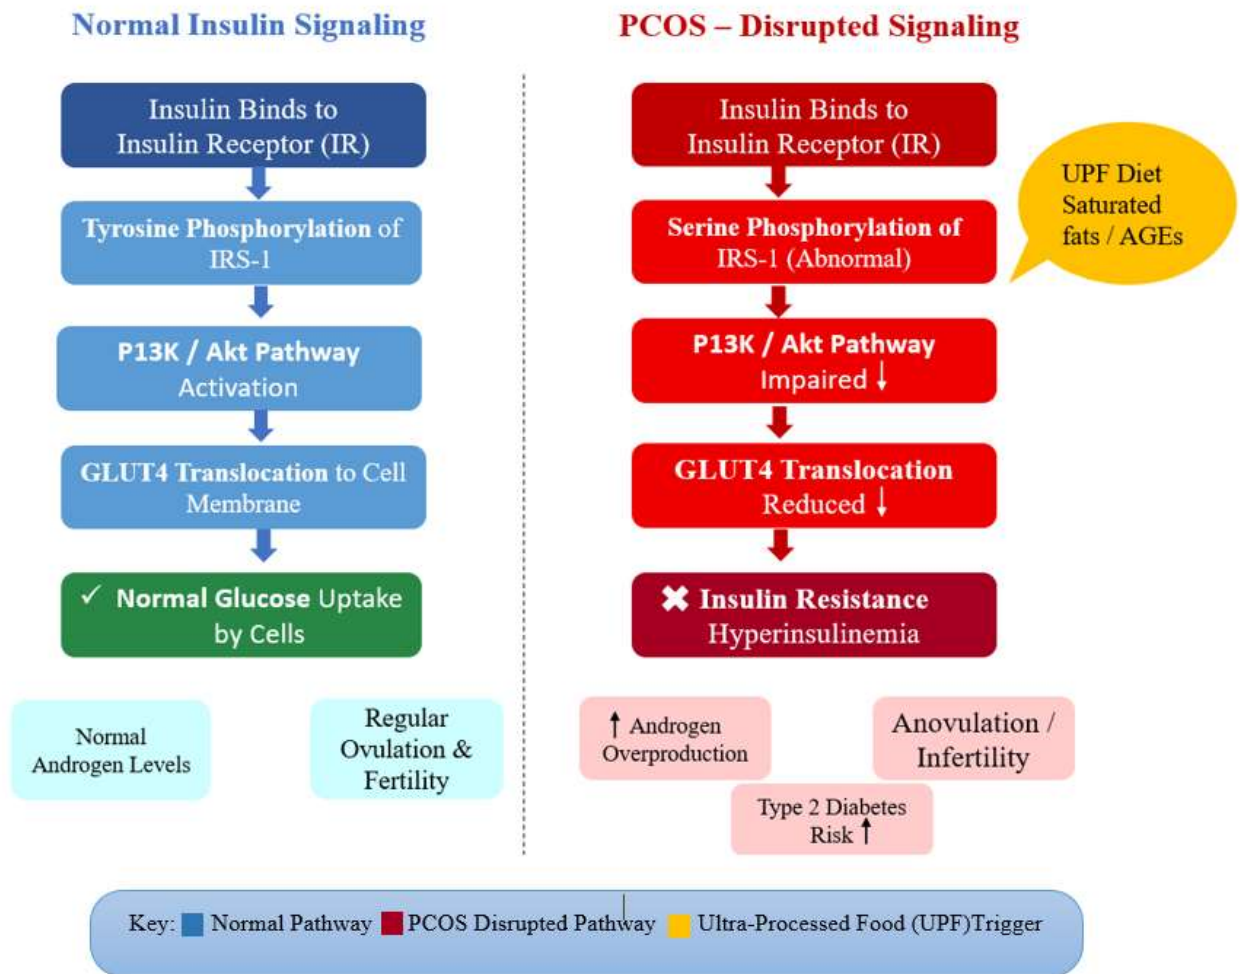 Normal Insulin Signaling
Insulin Binds to
Insulin Receptor (IR)
Tyrosine Phosphorylation of
IRS-1
P13K / Akt Pathway
Activation
GLUT4 Translocation to Cell
Membrane
✓ Normal Glucose Uptake
by Cells
Normal
Androgen Levels
Regular
Ovulation &
Fertility
PCOS – Disrupted Signaling
Insulin Binds to
Insulin Receptor (IR)
Serine Phosphorylation of
IRS-1 (Abnormal)
P13K / Akt Pathway
Impaired ↓
GLUT4 Translocation
Reduced ↓
✖ Insulin Resistance
Hyperinsulinemia
↑ Androgen
Overproduction
Anovulation /
Infertility
Type 2 Diabetes
Risk ↑
UPF Diet
Saturated
fats / AGEs
Key: Normal Pathway PCOS Disrupted Pathway Ultra-Processed Food (UPF)Trigger